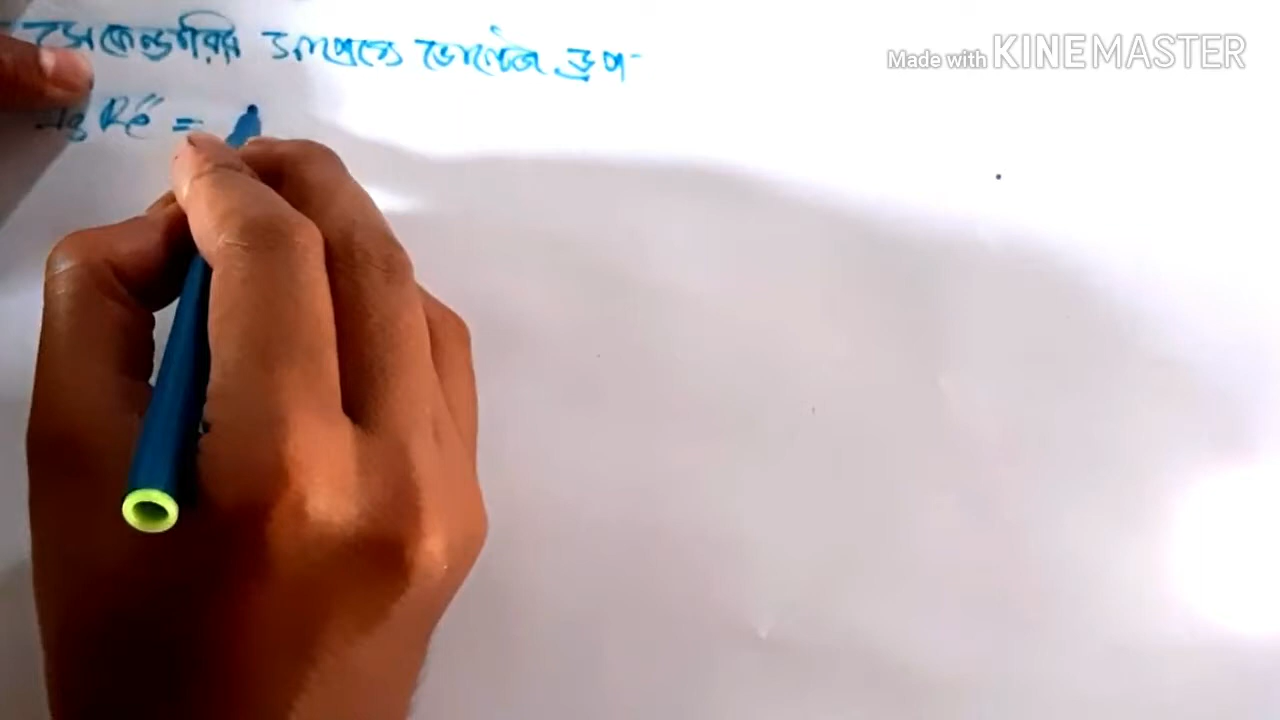 সেকেন্ডারির সাপেক্ষে ভোল্টেজ ড্রপ-
Re" =
Made with KINEMASTER